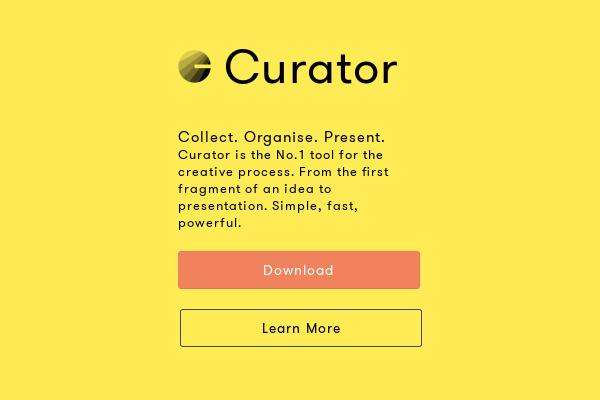 Curator
Collect. Organise. Present.
Curator is the No.1 tool for the
creative process. From the first
fragment of an idea to
presentation. Simple, fast,
powerful.
Download
Learn More